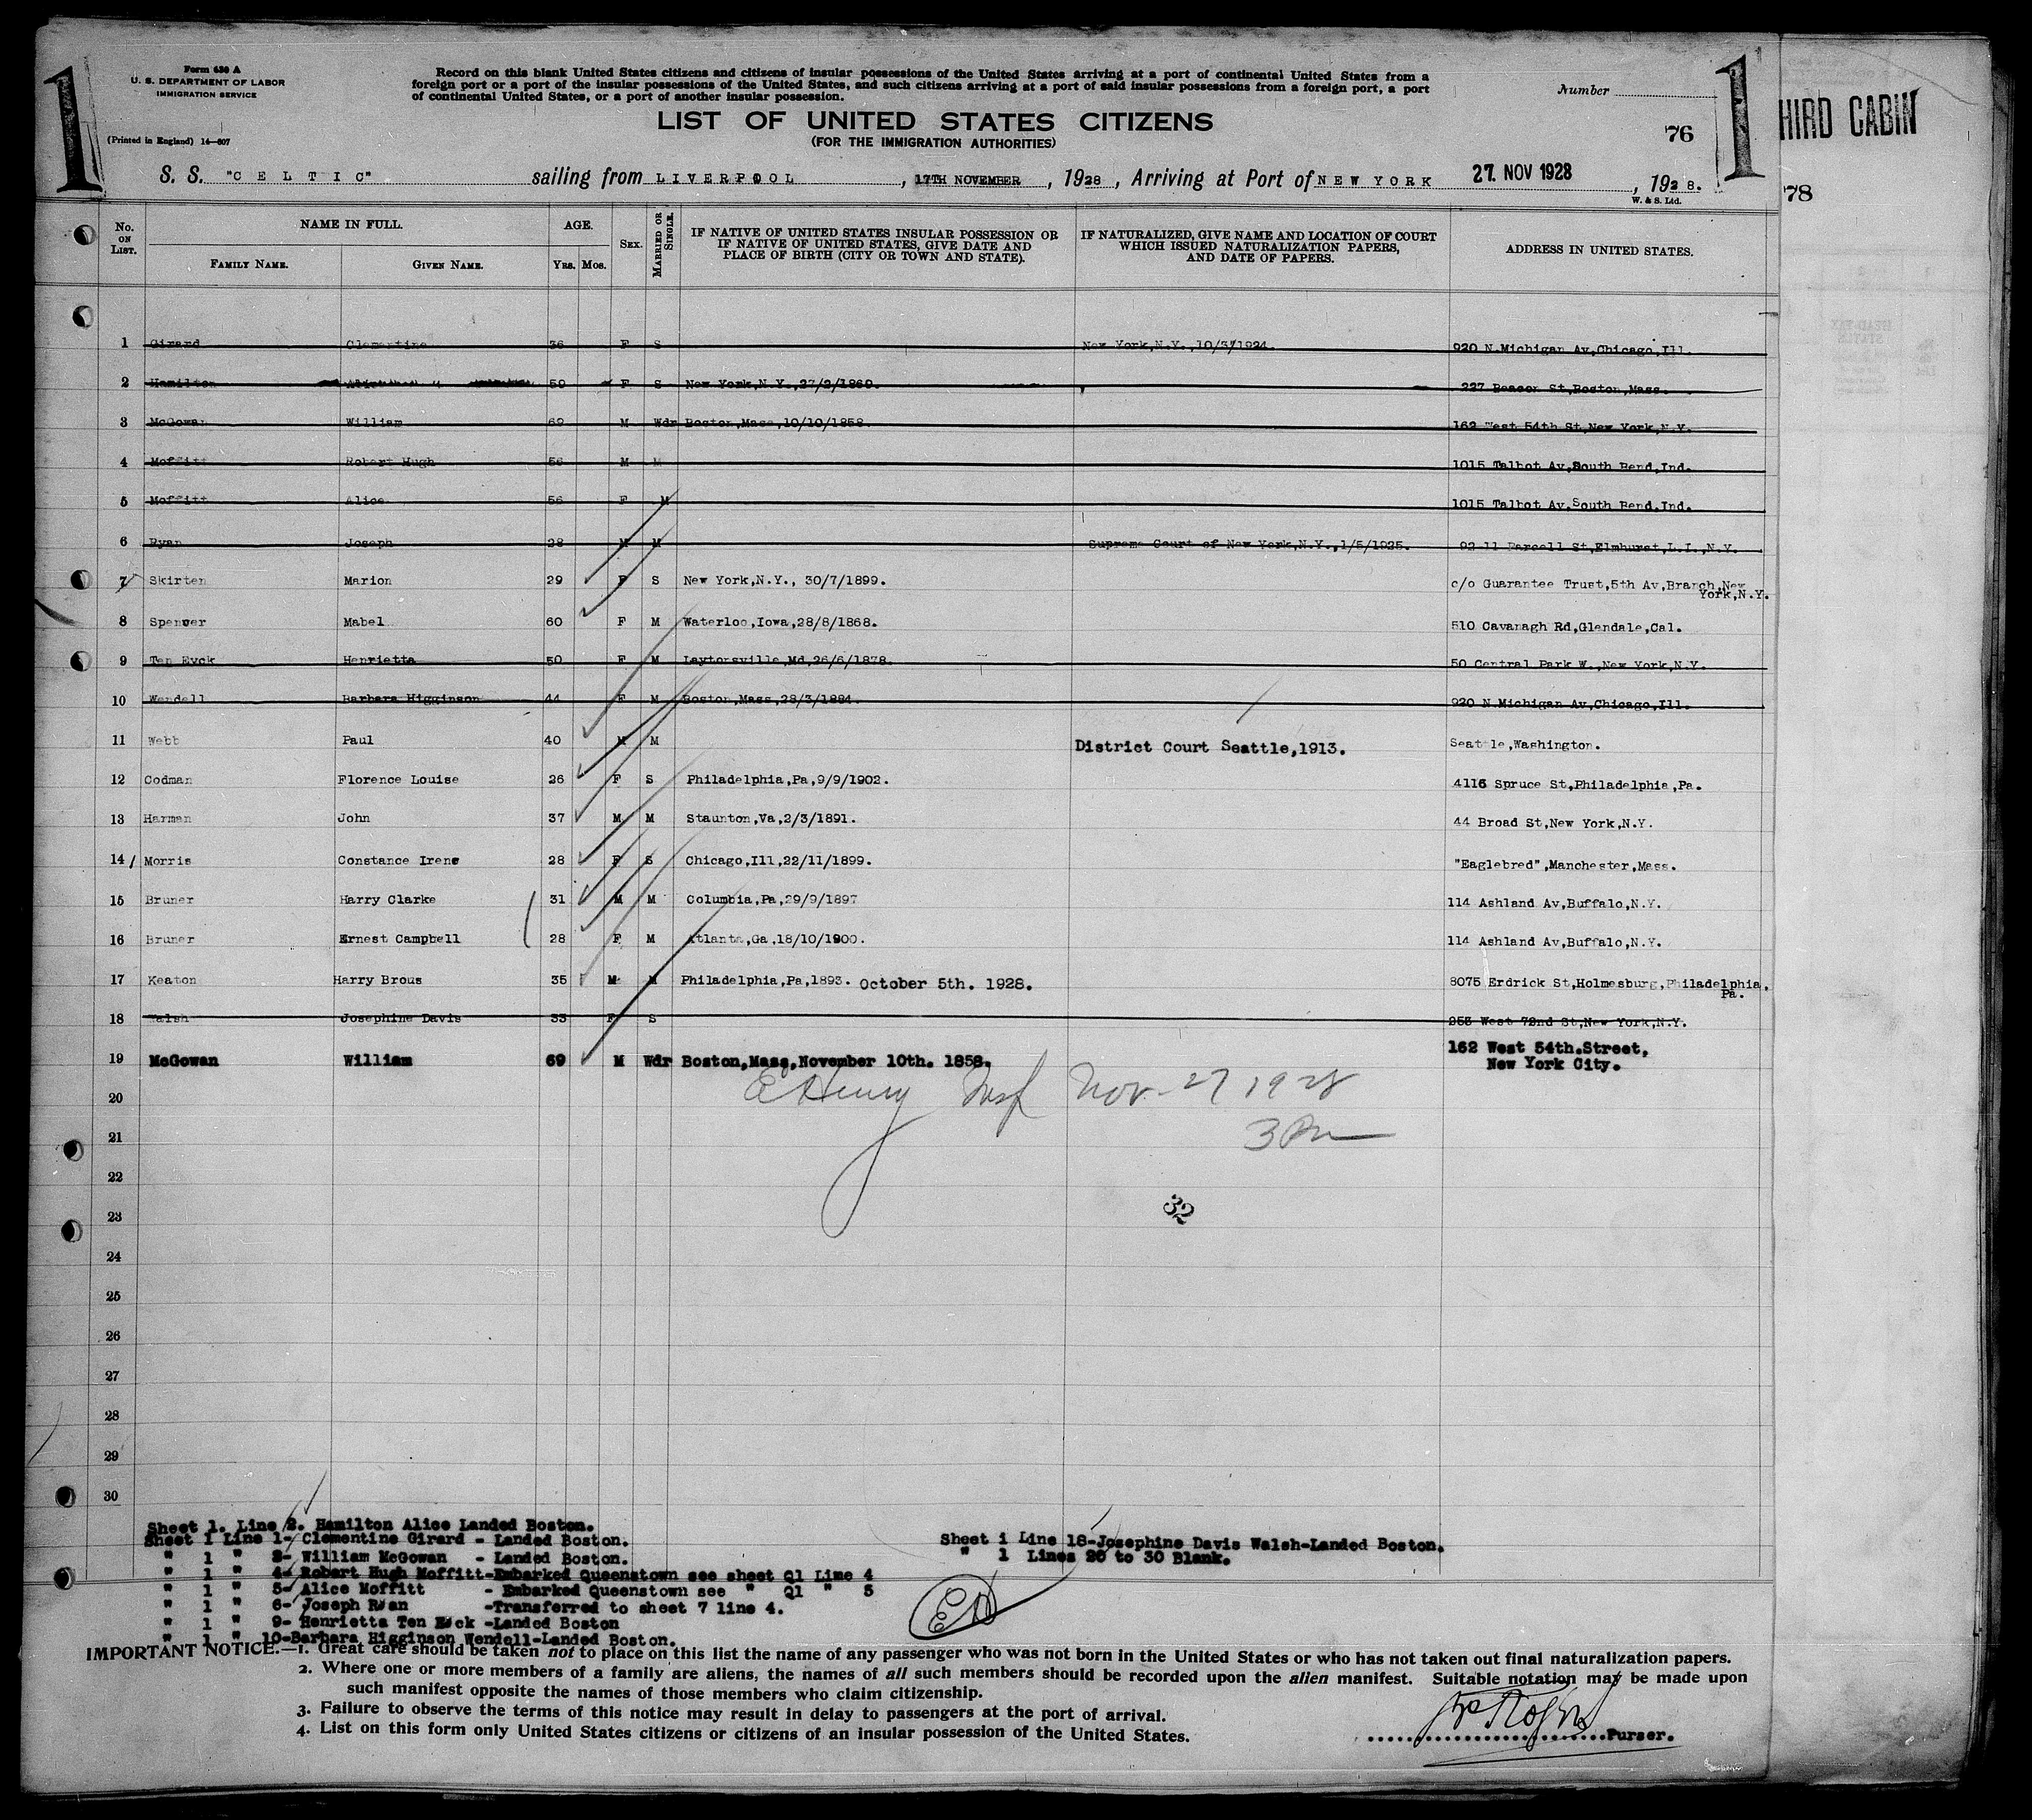 1
1
Form 630 A
U. S. DEPARTMENT OF LABOR
IMMIGRATION SERVICE
(Printed in England) 14—607
Record on this blank United States citizens and citizens of insular possessions of the United States arriving at a port of continental United States from a
foreign port or a port of the insular possessions of the United States, and such citizens arriving at a port of said insular possessions from a foreign port, a port
of continental United States, or a port of another insular possession.
Number
LIST OF UNITED STATES CITIZENS
(FOR THE IMMIGRATION AUTHORITIES)
76
HIRD CABIN
78
S. S. "CELTIC" sailing from LIVERPOOL, 17TH NOVEMBER, 1928, Arriving at Port of NEW YORK 27. NOV 1928, 1928.
W. & S. Ltd.
No. ON LIST. NAME IN FULL. AGE. SEX. MARRIED OR SINGLE. IF NATIVE OF UNITED STATES INSULAR POSSESSION OR IF NATIVE OF UNITED STATES, GIVE DATE AND PLACE OF BIRTH (CITY OR TOWN AND STATE). IF NATURALIZED, GIVE NAME AND LOCATION OF COURT WHICH ISSUED NATURALIZATION PAPERS, AND DATE OF PAPERS. ADDRESS IN UNITED STATES.
FAMILY NAME. GIVEN NAME. YRS. MOS.
1 Girard Clementine 36 F S New York,N.Y.,10/3/1924. 920 N.Michigan Av,Chicago,Ill.
2 Hamilton 59 F S New York,N.Y.,27/2/1869. 227 Beacon St,Boston,Mass.
3 McGowan William 69 M Wdr Boston,Mass,10/10/1858. 162 West 54th St,New York,N.Y.
4 Moffitt Robert Hugh 56 M M 1015 Talbot Av,South Bend,Ind.
5 Moffitt Alice 56 F M 1015 Talbot Av,South Bend,Ind.
6 Ryan Joseph 28 M M Supreme Court of New York,N.Y.,1/5/1925. 92-11 Parcell St,Elmhurst,L.I.,N.Y.
7 Skirten Marion 29 F S New York,N.Y., 30/7/1899. c/o Guarantee Trust,5th Av,Branch,New York,N.Y.
8 Spencer Mabel 60 F M Waterloo,Iowa,28/8/1868. 510 Cavanagh Rd,Glendale,Cal.
9 Ten Eyck Henrietta 50 F M Laytonsville,Md,26/6/1878. 50 Central Park W.,New York,N.Y.
10 Wendell Barbara Higginson 44 F M Boston,Mass,28/3/1884. 920 N.Michigan Av,Chicago,Ill.
11 Webb Paul 40 M M District Court Seattle,1913. Seattle,Washington.
12 Codman Florence Louise 26 F S Philadelphia,Pa,9/9/1902. 4116 Spruce St,Philadelphia,Pa.
13 Harman John 37 M M Staunton,Va,2/3/1891. 44 Broad St,New York,N.Y.
14 Morris Constance Irene 28 F S Chicago,Ill,22/11/1899. "Eaglebred",Manchester,Mass.
15 Bruner Harry Clarke 31 M M Columbia,Pa,29/9/1897 114 Ashland Av,Buffalo,N.Y.
16 Bruner Ernest Campbell 28 F M Atlanta,Ga,18/10/1900. 114 Ashland Av,Buffalo,N.Y.
17 Keaton Harry Brous 35 M M Philadelphia,Pa,1893. October 5th. 1928. 8075 Erdrick St,Holmesburg,Philadelphia, Pa.
18 Walsh Josephine Davis 33 F S 253 West 72nd St,New York,N.Y.
19 McGowan William 69 M Wdr Boston,Mass,November 10th. 1858. 162 West 54th.Street, New York City.
E Henry Insp Nov-27 1928
20
3 Pm
21
22
32
23
24
25
26
27
28
29
30
Sheet 1. Line 2. Hamilton Alice Landed Boston.
Sheet 1 Line 1- Clementine Girard - Landed Boston.
" 1 " 3- William McGowan - Landed Boston.
" 1 " 4- Robert Hugh Moffitt-Embarked Queenstown see sheet Q1 Line 4
" 1 " 5- Alice Moffitt - Embarked Queenstown see " Q1 " 5
" 1 " 6- Joseph Ryan -Transferred to sheet 7 line 4.
" 1 " 9- Henrietta Ten Eyck -Landed Boston
" 1 " 10-Barbara Higginson Wendell-Landed Boston.
Sheet 1 Line 18-Josephine Davis Walsh-Landed Boston.
" 1 Lines 20 to 30 Blank.
EH
IMPORTANT NOTICE.—1. Great care should be taken not to place on this list the name of any passenger who was not born in the United States or who has not taken out final naturalization papers.
2. Where one or more members of a family are aliens, the names of all such members should be recorded upon the alien manifest. Suitable notation may be made upon
such manifest opposite the names of those members who claim citizenship.
3. Failure to observe the terms of this notice may result in delay to passengers at the port of arrival.
4. List on this form only United States citizens or citizens of an insular possession of the United States.
Purser.